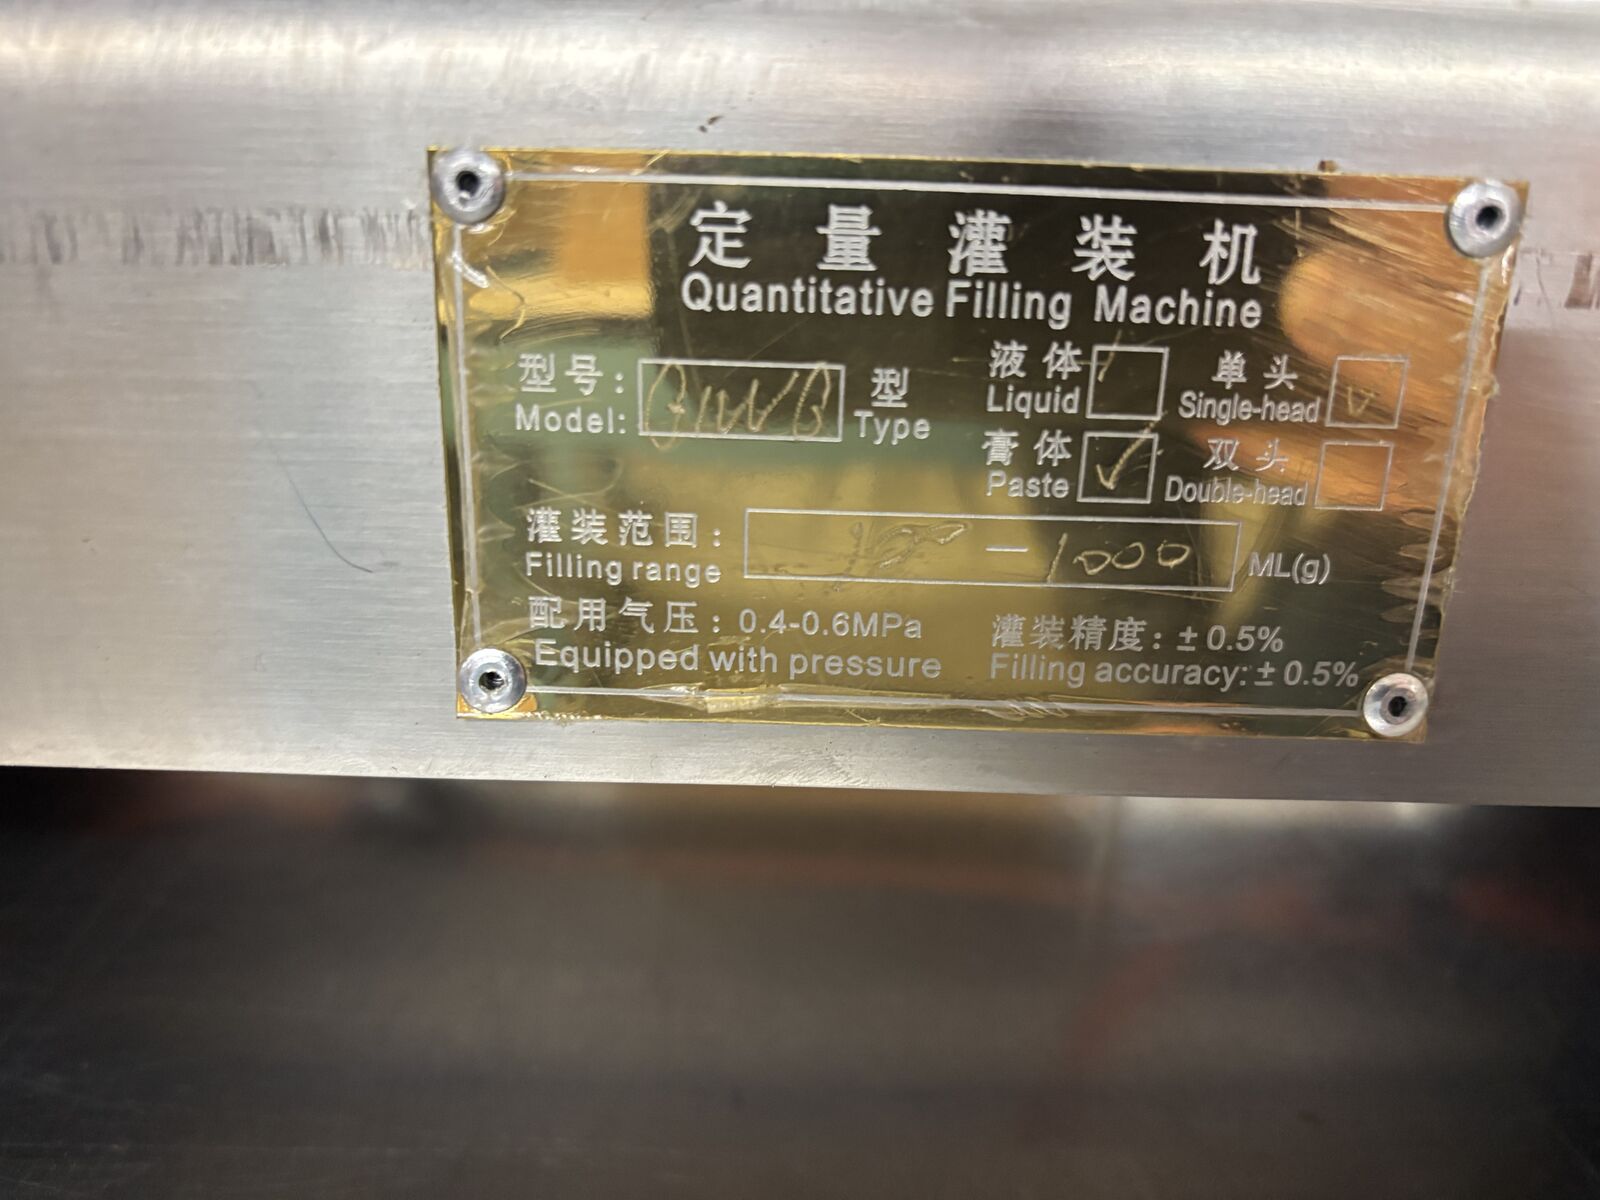 定量灌装机
Quantitative Filling Machine
型号: 型
Model: Type
液体 单头
Liquid Single-head
膏体 双头
Paste Double-head
灌装范围: — 1000 ML(g)
Filling range
配用气压: 0.4-0.6MPa 灌装精度: ± 0.5%
Equipped with pressure Filling accuracy: ± 0.5%